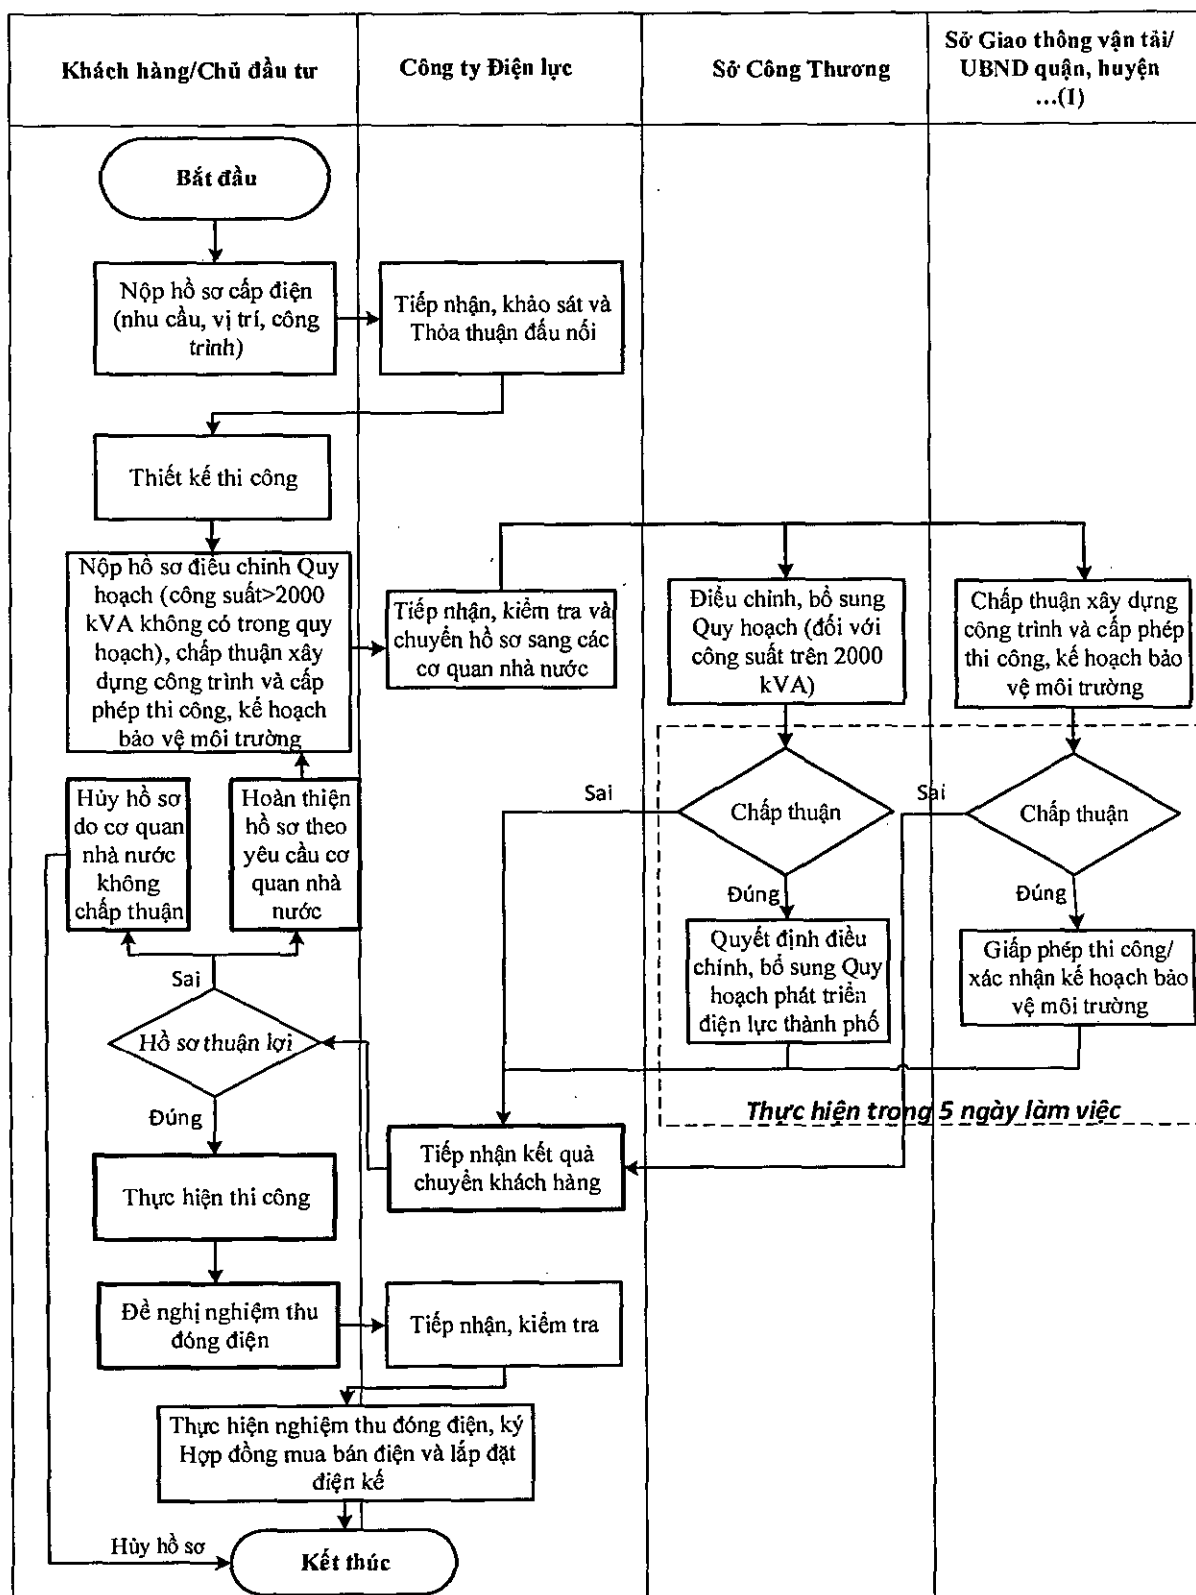 Khách hàng/Chủ đầu tư
Công ty Điện lực
Sở Công Thương
Sở Giao thông vận tải/
UBND quận, huyện
...(1)
Bắt đầu
Nộp hồ sơ cấp điện
(nhu cầu, vị trí, công
trình)
Tiếp nhận, khảo sát và
Thỏa thuận đấu nối
Thiết kế thi công
Nộp hồ sơ điều chỉnh Quy
hoạch (công suất>2000
kVA không có trong quy
hoạch), chấp thuận xây
dựng công trình và cấp
phép thi công, kế hoạch
bảo vệ môi trường
Tiếp nhận, kiểm tra và
chuyển hồ sơ sang các
cơ quan nhà nước
Điều chỉnh, bổ sung
Quy hoạch (đối với
công suất trên 2000
kVA)
Chấp thuận xây dựng
công trình và cấp phép
thi công, kế hoạch bảo
vệ môi trường
Hủy hồ sơ
do cơ quan
nhà nước
không
chấp thuận
Hoàn thiện
hồ sơ theo
yêu cầu cơ
quan nhà
nước
Sai
Chấp thuận
Sai
Chấp thuận
Đúng
Đúng
Quyết định điều
chỉnh, bổ sung Quy
hoạch phát triển
điện lực thành phố
Giấp phép thi công/
xác nhận kế hoạch bảo
vệ môi trường
Sai
Hồ sơ thuận lợi
Đúng
Thực hiện trong 5 ngày làm việc
Tiếp nhận kết quả
chuyển khách hàng
Thực hiện thi công
Đề nghị nghiệm thu
đóng điện
Tiếp nhận, kiểm tra
Thực hiện nghiệm thu đóng điện, ký
Hợp đồng mua bán điện và lắp đặt
điện kế
Hủy hồ sơ
Kết thúc